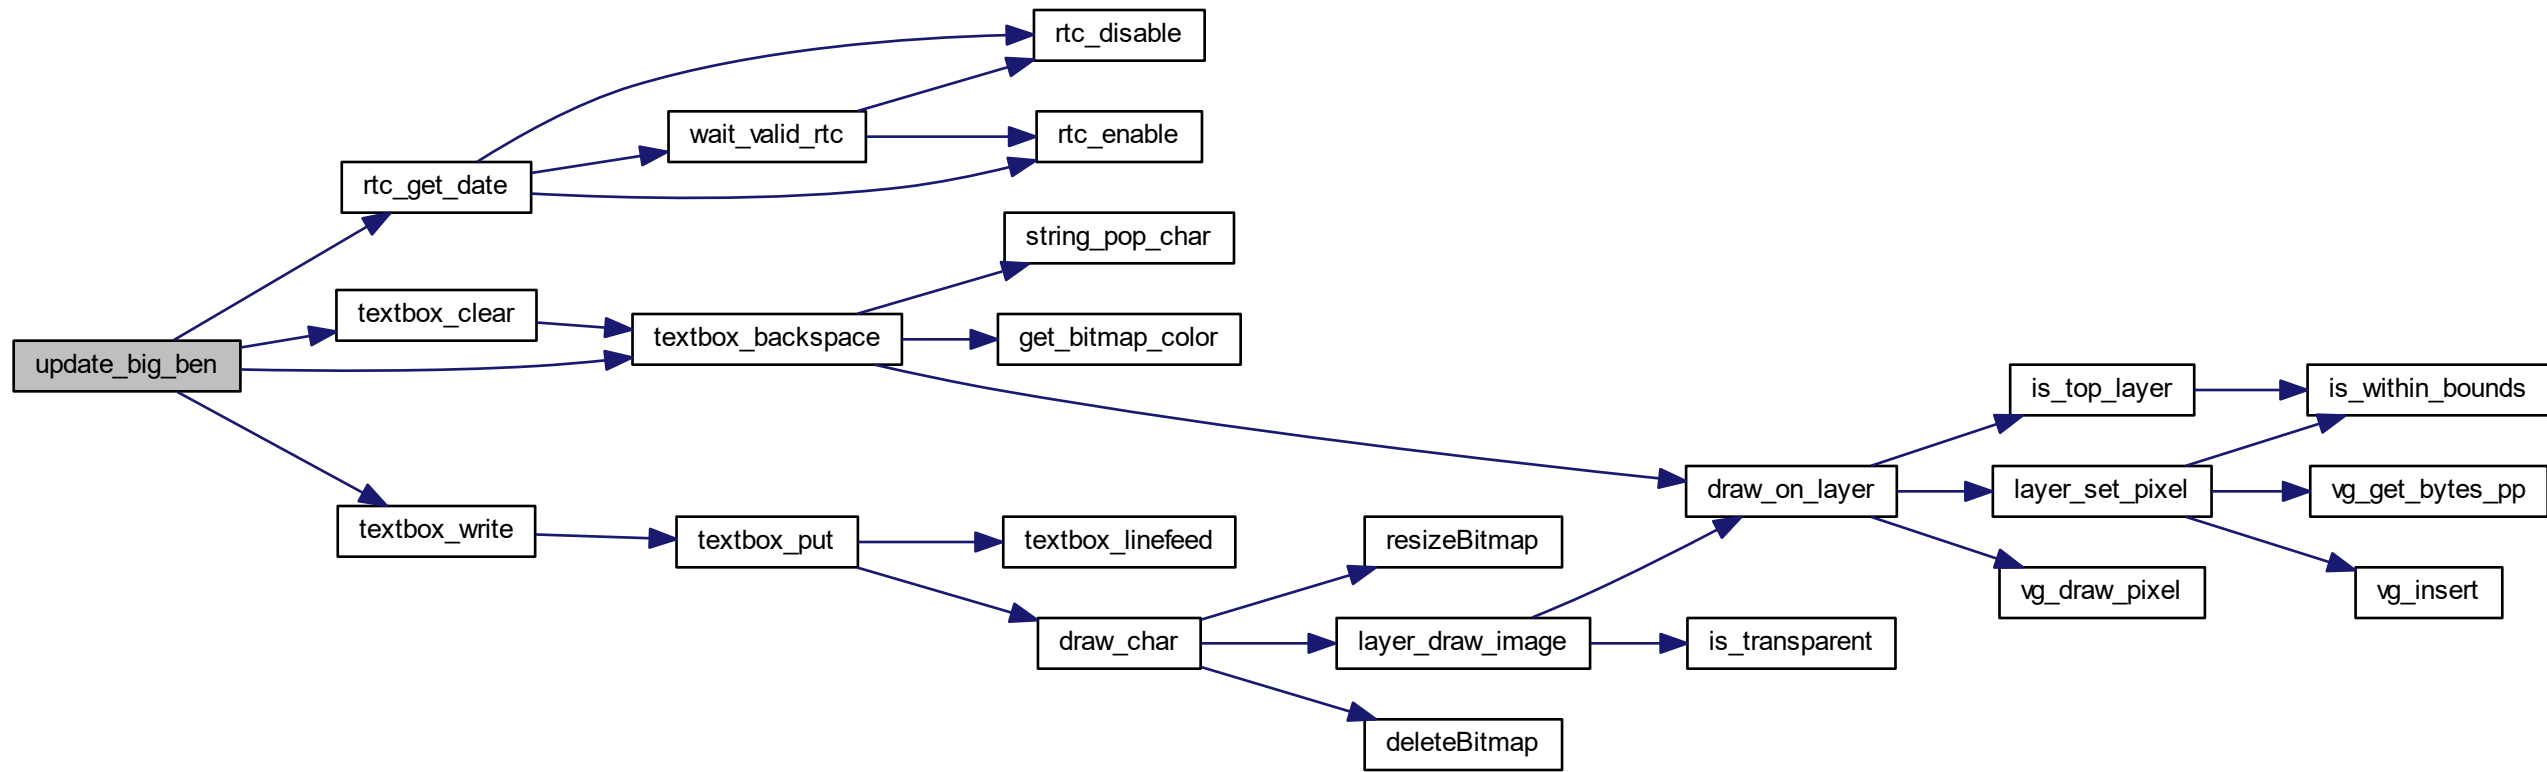 rtc_disable
wait_valid_rtc
rtc_enable
rtc_get_date
string_pop_char
textbox_clear
textbox_backspace
get_bitmap_color
update_big_ben
is_top_layer
is_within_bounds
draw_on_layer
layer_set_pixel
vg_get_bytes_pp
textbox_write
textbox_put
textbox_linefeed
resizeBitmap
vg_draw_pixel
vg_insert
draw_char
layer_draw_image
is_transparent
deleteBitmap